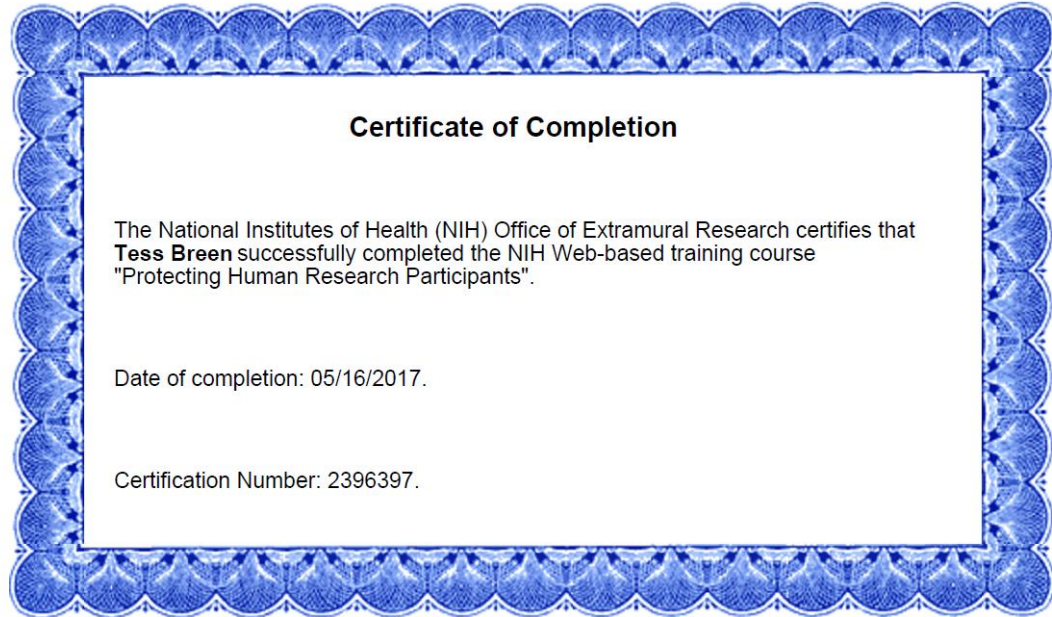 Certificate of Completion
The National Institutes of Health (NIH) Office of Extramural Research certifies that
Tess Breen successfully completed the NIH Web-based training course
"Protecting Human Research Participants".
Date of completion: 05/16/2017.
Certification Number: 2396397.